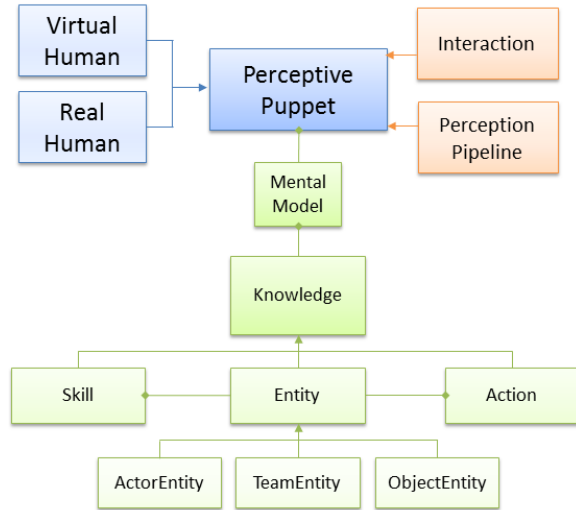 Virtual
Human
Real
Human
Perceptive
Puppet
Interaction
Perception
Pipeline
Mental
Model
Knowledge
Skill
Entity
Action
ActorEntity
TeamEntity
ObjectEntity